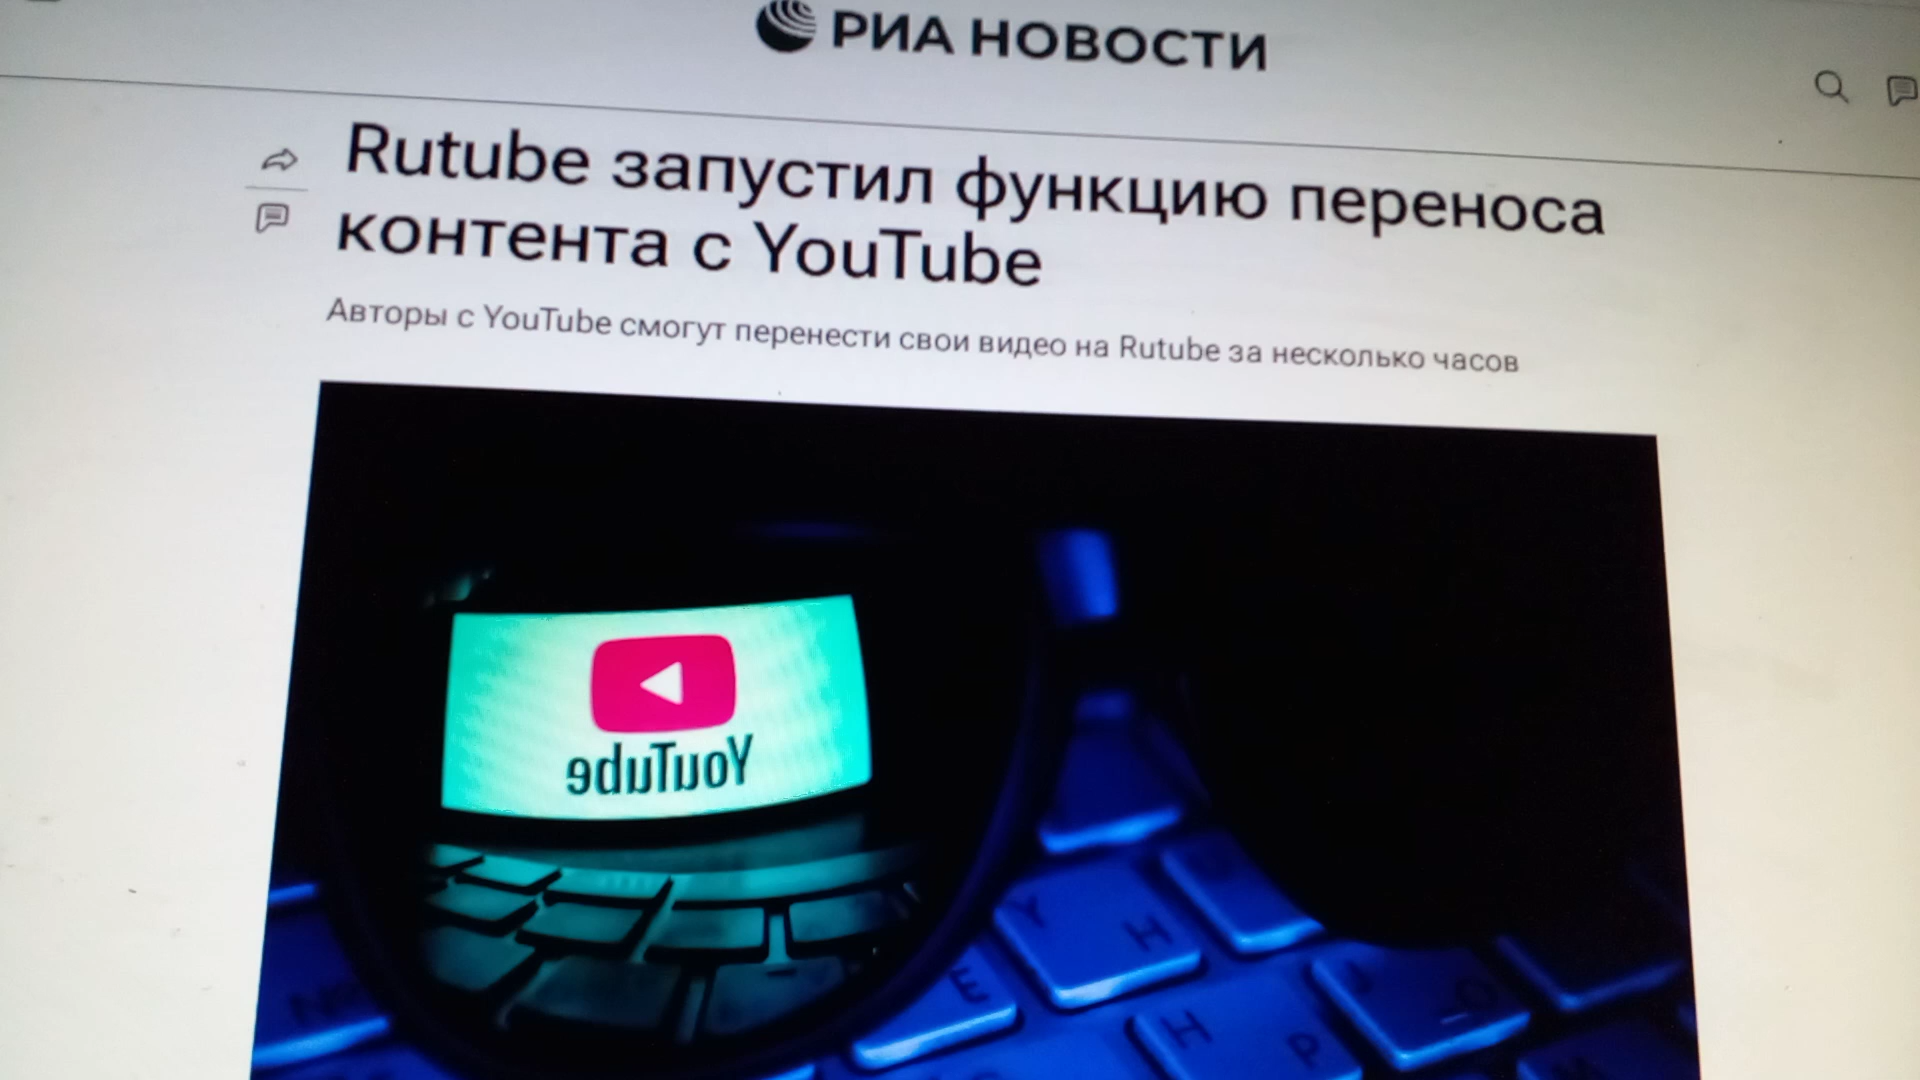 РИА НОВОСТИ
Rutube запустил функцию переноса
контента с YouTube
Авторы с YouTube смогут перенести свои видео на Rutube за несколько часов
YouTube